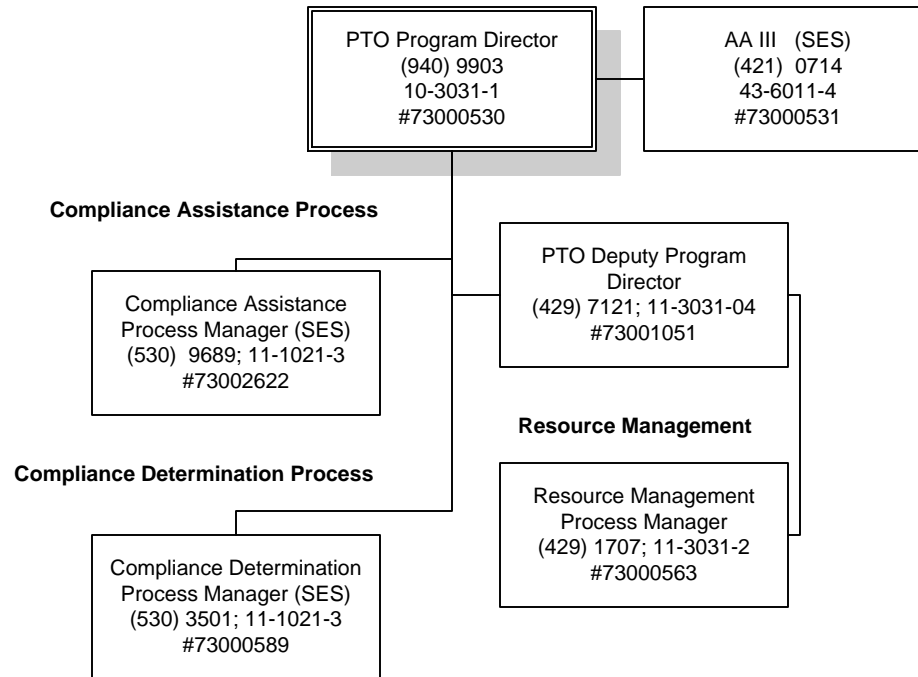 PTO Program Director
(940) 9903
10-3031-1
#73000530
AA III (SES)
(421) 0714
43-6011-4
#73000531
Compliance Assistance Process
Compliance Assistance
Process Manager (SES)
(530) 9689; 11-1021-3
#73002622
PTO Deputy Program
Director
(429) 7121; 11-3031-04
#73001051
Resource Management
Resource Management
Process Manager
(429) 1707; 11-3031-2
#73000563
Compliance Determination Process
Compliance Determination
Process Manager (SES)
(530) 3501; 11-1021-3
#73000589